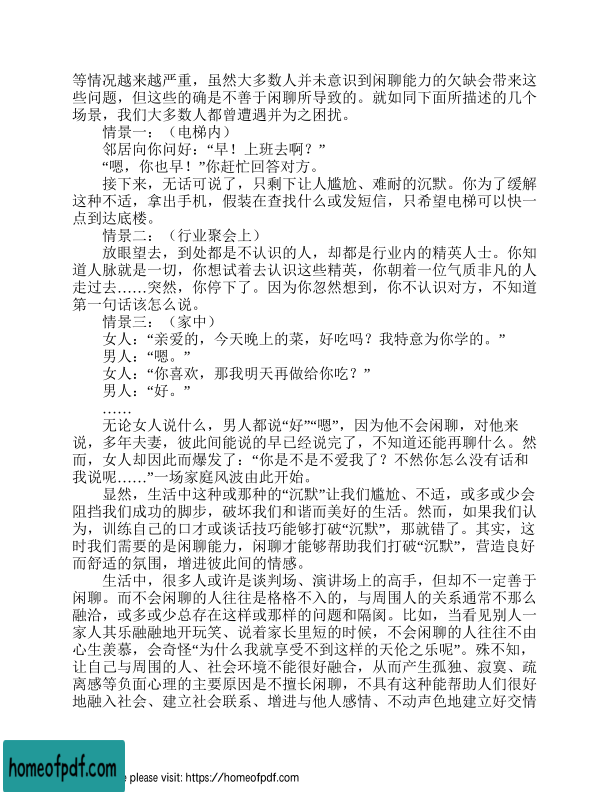 等情况越来越严重，虽然大多数人并未意识到闲聊能力的欠缺会带来这
些问题，但这些的确是不善于闲聊所导致的。就如同下面所描述的几个
场景，我们大多数人都曾遭遇并为之困扰。
情景一：（电梯内）
邻居向你问好：“早！上班去啊？”
“嗯，你也早！”你赶忙回答对方。
接下来，无话可说了，只剩下让人尴尬、难耐的沉默。你为了缓解
这种不适，拿出手机，假装在查找什么或发短信，只希望电梯可以快一
点到达底楼。
情景二：（行业聚会上）
放眼望去，到处都是不认识的人，却都是行业内的精英人士。你知
道人脉就是一切，你想试着去认识这些精英，你朝着一位气质非凡的人
走过去……突然，你停下了。因为你忽然想到，你不认识对方，不知道
第一句话该怎么说。
情景三：（家中）
女人：“亲爱的，今天晚上的菜，好吃吗？我特意为你学的。”
男人：“嗯。”
女人：“你喜欢，那我明天再做给你吃？”
男人：“好。”
……
无论女人说什么，男人都说“好”“嗯”，因为他不会闲聊，对他来
说，多年夫妻，彼此间能说的早已经说完了，不知道还能再聊什么。然
而，女人却因此而爆发了：“你是不是不爱我了？不然你怎么没有话和
我说呢……”一场家庭风波由此开始。
显然，生活中这种或那种的“沉默”让我们尴尬、不适，或多或少会
阻挡我们成功的脚步，破坏我们和谐而美好的生活。然而，如果我们认
为，训练自己的口才或谈话技巧能够打破“沉默”，那就错了。其实，这
时我们需要的是闲聊能力，闲聊才能够帮助我们打破“沉默”，营造良好
而舒适的氛围，增进彼此间的情感。
生活中，很多人或许是谈判场、演讲场上的高手，但却不一定善于
闲聊。而不会闲聊的人往往是格格不入的，与周围人的关系通常不那么
融洽，或多或少总存在这样或那样的问题和隔阂。比如，当看见别人一
家人其乐融融地开玩笑、说着家长里短的时候，不会闲聊的人往往不由
心生羡慕，会奇怪“为什么我就享受不到这样的天伦之乐呢”。殊不知，
让自己与周围的人、社会环境不能很好融合，从而产生孤独、寂寞、疏
离感等负面心理的主要原因是不擅长闲聊，不具有这种能帮助人们很好
地融入社会、建立社会联系、增进与他人感情、不动声色地建立好交情
homeofpdf.com
e please visit: https://homeofpdf.com